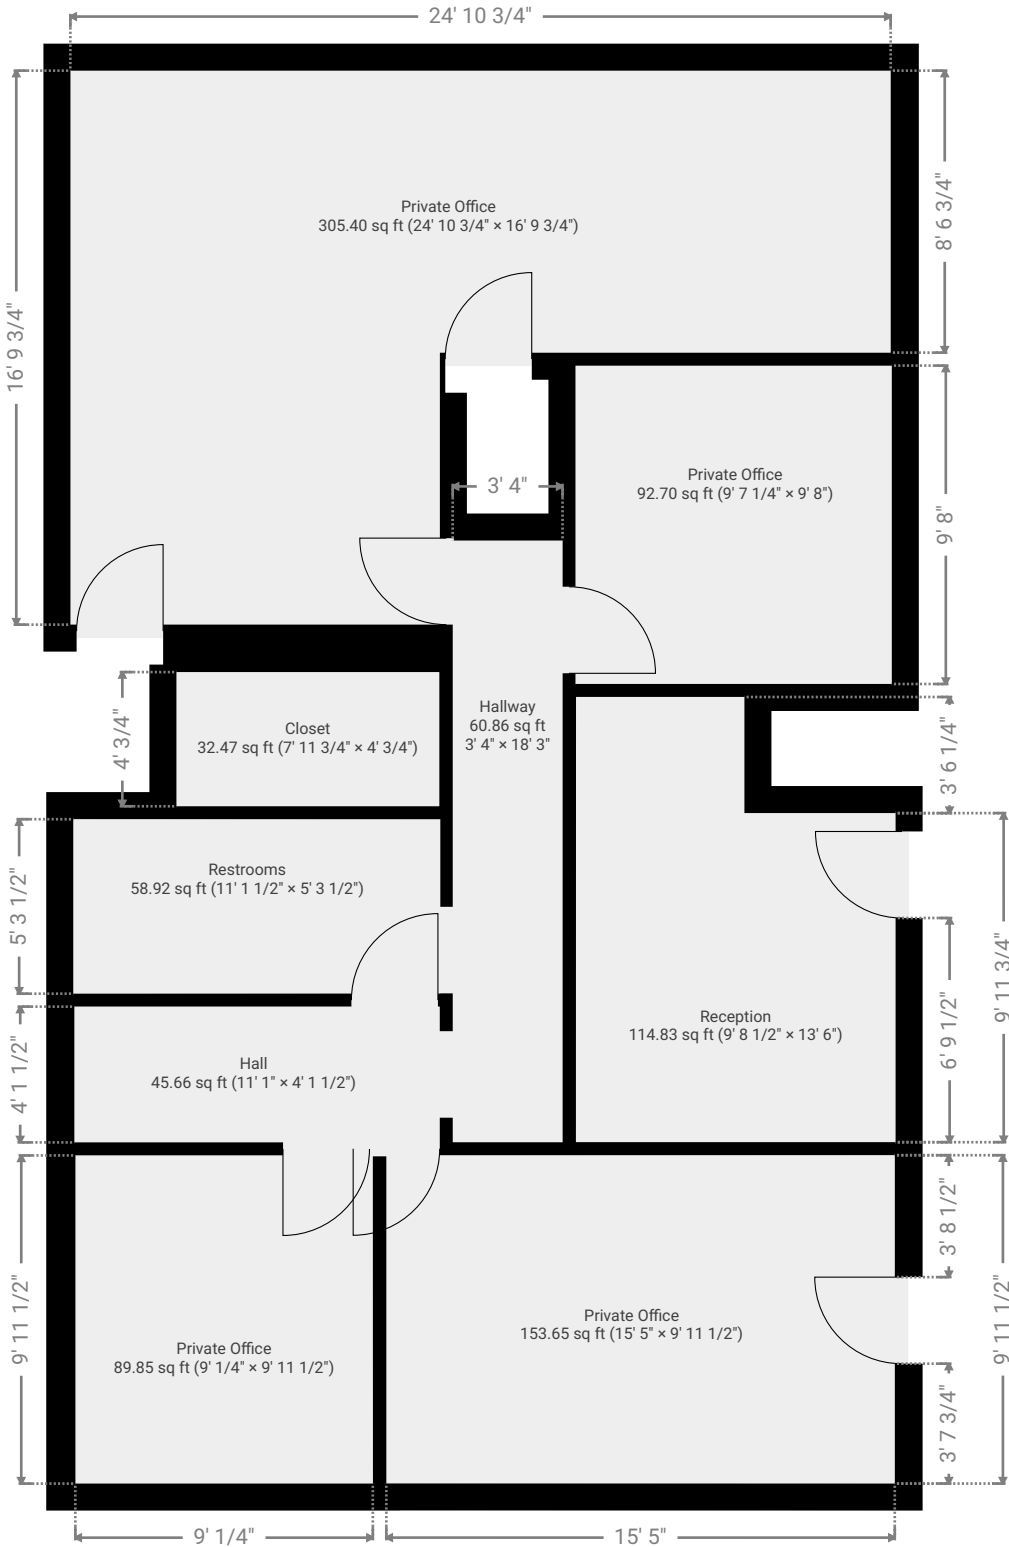 24' 10 3/4"
16' 9 3/4"
8' 6 3/4"
Private Office
305.40 sq ft (24' 10 3/4" × 16' 9 3/4")
Private Office
92.70 sq ft (9' 7 1/4" × 9' 8")
3' 4"
9' 8"
Hallway
60.86 sq ft
3' 4" × 18' 3"
Closet
32.47 sq ft (7' 11 3/4" × 4' 3/4")
4' 3/4"
3' 6 1/4"
Restrooms
58.92 sq ft (11' 1 1/2" × 5' 3 1/2")
5' 3 1/2"
9' 11 3/4"
6' 9 1/2"
Reception
114.83 sq ft (9' 8 1/2" × 13' 6")
Hall
45.66 sq ft (11' 1" × 4' 1 1/2")
4' 1 1/2"
3' 8 1/2"
9' 11 1/2"
Private Office
153.65 sq ft (15' 5" × 9' 11 1/2")
Private Office
89.85 sq ft (9' 1/4" × 9' 11 1/2")
9' 11 1/2"
3' 7 3/4"
9' 1/4"
15' 5"